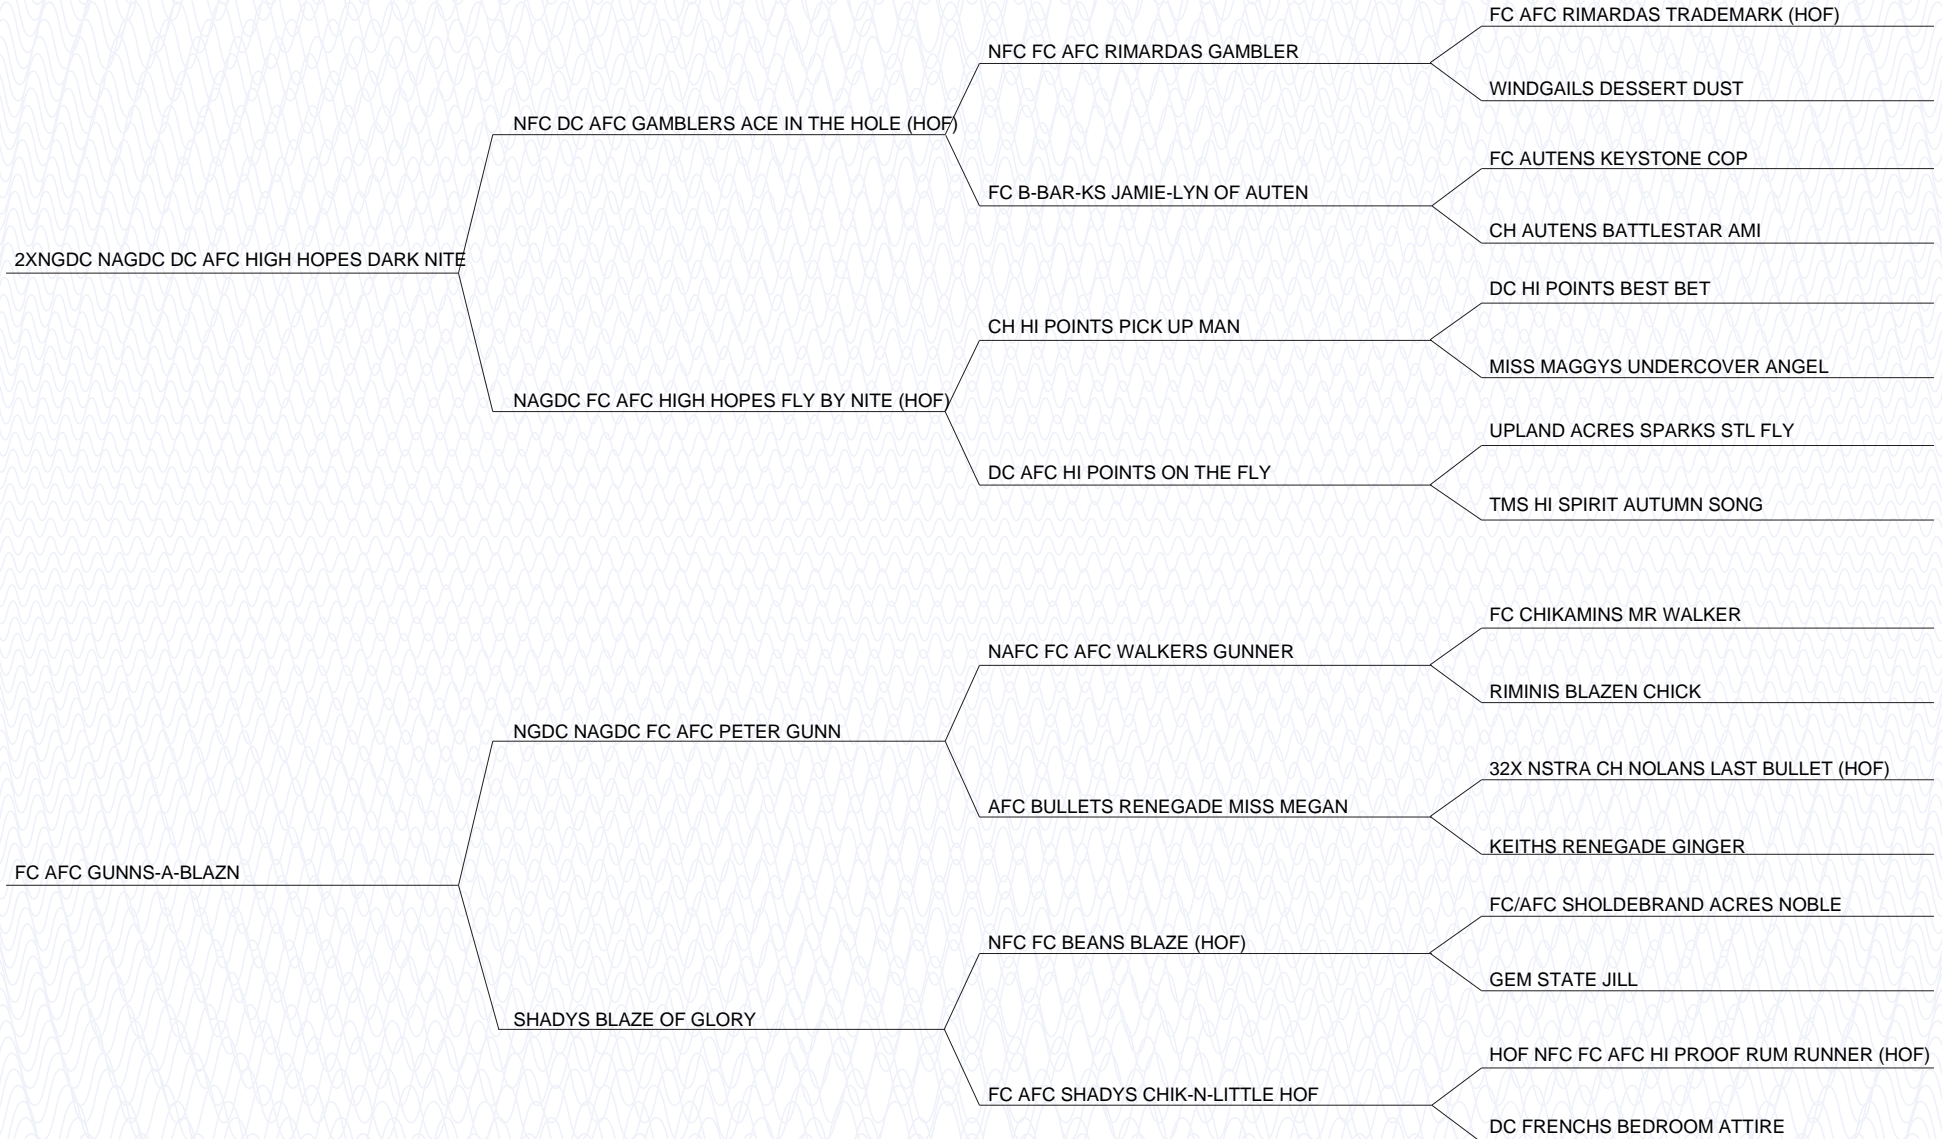 FC AFC RIMARDAS TRADEMARK (HOF)
NFC FC AFC RIMARDAS GAMBLER
WINDGAILS DESSERT DUST
NFC DC AFC GAMBLERS ACE IN THE HOLE (HOF)
FC AUTENS KEYSTONE COP
FC B-BAR-KS JAMIE-LYN OF AUTEN
CH AUTENS BATTLESTAR AMI
2XNGDC NAGDC DC AFC HIGH HOPES DARK NITE
DC HI POINTS BEST BET
CH HI POINTS PICK UP MAN
MISS MAGGYS UNDERCOVER ANGEL
NAGDC FC AFC HIGH HOPES FLY BY NITE (HOF)
UPLAND ACRES SPARKS STL FLY
DC AFC HI POINTS ON THE FLY
TMS HI SPIRIT AUTUMN SONG
FC CHIKAMINS MR WALKER
NAFC FC AFC WALKERS GUNNER
RIMINIS BLAZEN CHICK
NGDC NAGDC FC AFC PETER GUNN
32X NSTRA CH NOLANS LAST BULLET (HOF)
AFC BULLETS RENEGADE MISS MEGAN
KEITHS RENEGADE GINGER
FC AFC GUNNS-A-BLAZN
FC/AFC SHOLDEBRAND ACRES NOBLE
NFC FC BEANS BLAZE (HOF)
GEM STATE JILL
SHADYS BLAZE OF GLORY
HOF NFC FC AFC HI PROOF RUM RUNNER (HOF)
FC AFC SHADYS CHIK-N-LITTLE HOF
DC FRENCHS BEDROOM ATTIRE